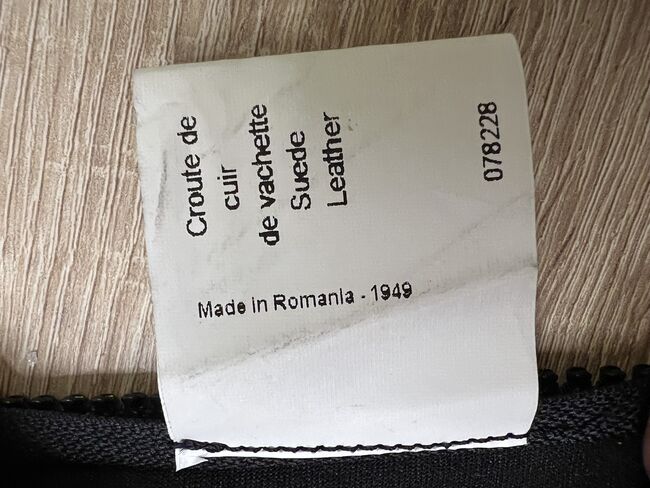 Croute de
cuir
de vachette
Suede
Leather
078228
Made in Romania - 1949